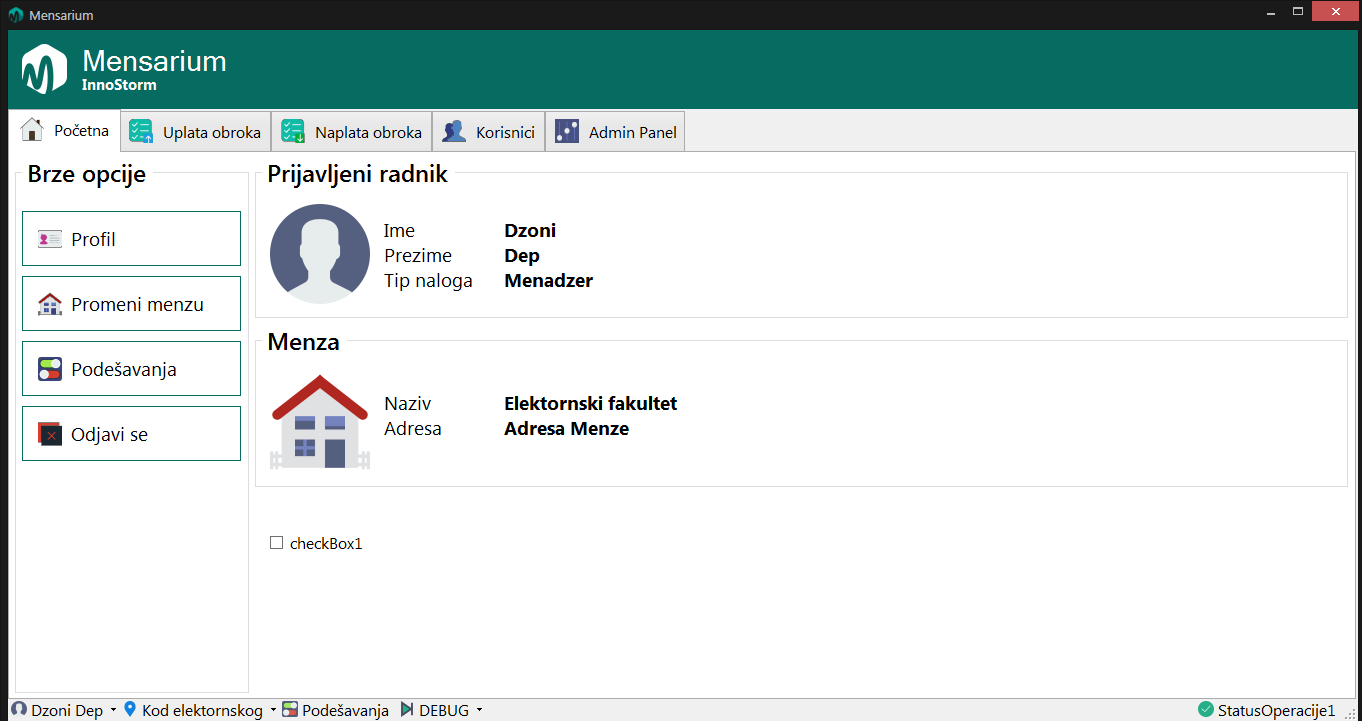 Mensarium
Mensarium
InnoStorm
Početna
Uplata obroka
Naplata obroka
Korisnici
Admin Panel
Brze opcije
Profil
Promeni menzu
Podešavanja
Odjavi se
Prijavljeni radnik
Ime Dzoni
Prezime Dep
Tip naloga Menadzer
Menza
Naziv Elektornski fakultet
Adresa Adresa Menze
checkBox1
Dzoni Dep
Kod elektornskog
Podešavanja
DEBUG
StatusOperacije1